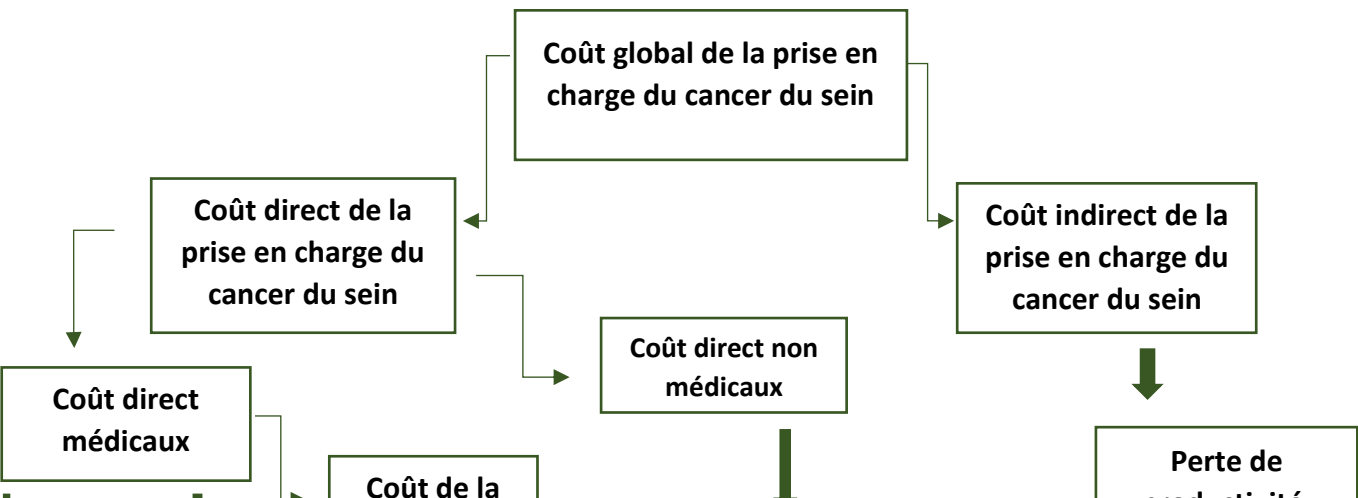 Coût global de la prise en
charge du cancer du sein
Coût direct de la
prise en charge du
cancer du sein
Coût indirect de la
prise en charge du
cancer du sein
Coût direct non
médicaux
Coût direct
médicaux
Coût de la
Perte de
productivité